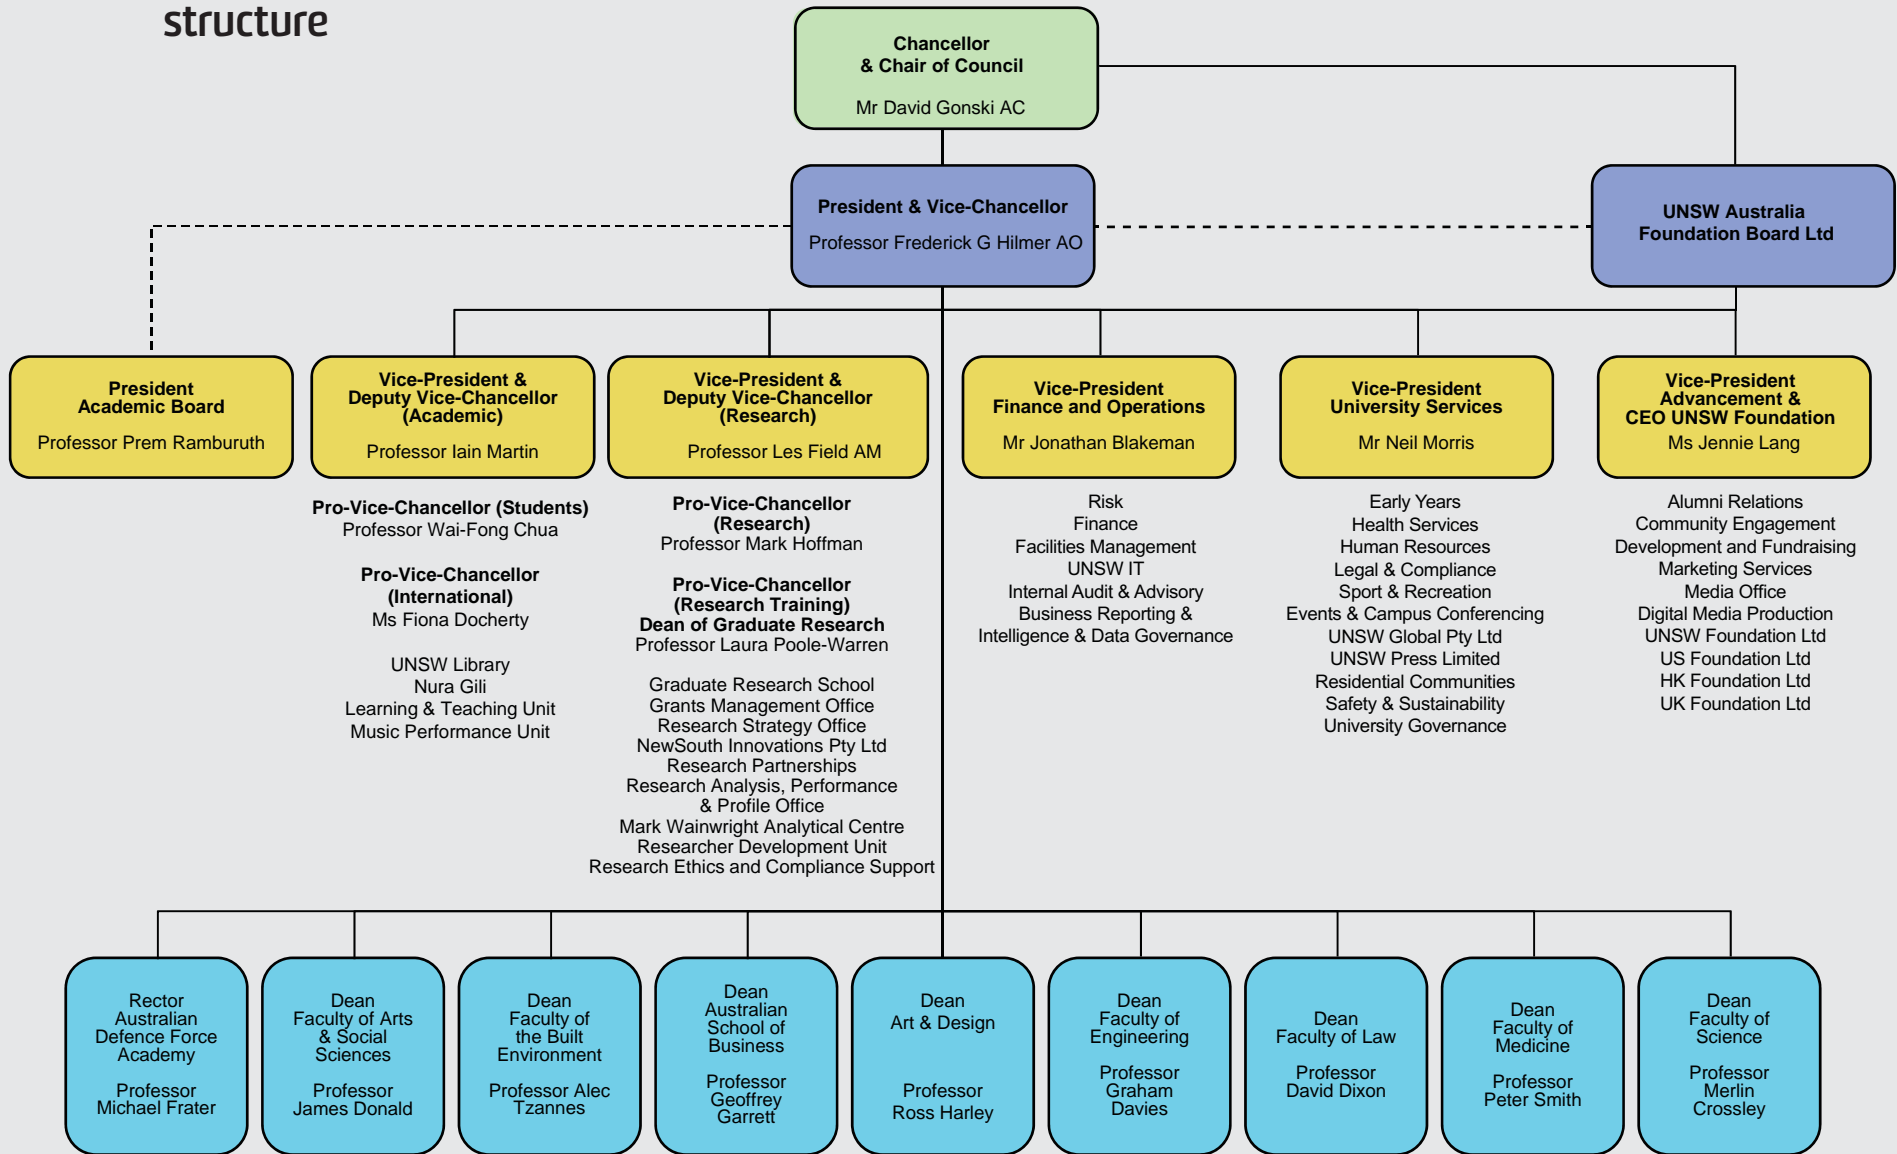 structure
Chancellor
& Chair of Council
Mr David Gonski AC
President & Vice-Chancellor
Professor Frederick G Hilmer AO
UNSW Australia
Foundation Board Ltd
President
Academic Board
Professor Prem Ramburuth
Vice-President &
Deputy Vice-Chancellor
(Academic)
Professor Iain Martin
Pro-Vice-Chancellor (Students)
Professor Wai-Fong Chua
Pro-Vice-Chancellor
(International)
Ms Fiona Docherty
UNSW Library
Nura Gili
Learning & Teaching Unit
Music Performance Unit
Vice-President &
Deputy Vice-Chancellor
(Research)
Professor Les Field AM
Pro-Vice-Chancellor
(Research)
Professor Mark Hoffman
Pro-Vice-Chancellor
(Research Training)
Dean of Graduate Research
Professor Laura Poole-Warren
Graduate Research School
Grants Management Office
Research Strategy Office
NewSouth Innovations Pty Ltd
Research Partnerships
Research Analysis, Performance
& Profile Office
Mark Wainwright Analytical Centre
Researcher Development Unit
Research Ethics and Compliance Support
Vice-President
Finance and Operations
Mr Jonathan Blakeman
Risk
Finance
Facilities Management
UNSW IT
Internal Audit & Advisory
Business Reporting &
Intelligence & Data Governance
Vice-President
University Services
Mr Neil Morris
Early Years
Health Services
Human Resources
Legal & Compliance
Sport & Recreation
Events & Campus Conferencing
UNSW Global Pty Ltd
UNSW Press Limited
Residential Communities
Safety & Sustainability
University Governance
Vice-President
Advancement &
CEO UNSW Foundation
Ms Jennie Lang
Alumni Relations
Community Engagement
Development and Fundraising
Marketing Services
Media Office
Digital Media Production
UNSW Foundation Ltd
US Foundation Ltd
HK Foundation Ltd
UK Foundation Ltd
Rector
Australian
Defence Force
Academy
Professor
Michael Frater
Dean
Faculty of Arts
& Social
Sciences
Professor
James Donald
Dean
Faculty of
the Built
Environment
Professor Alec
Tzannes
Dean
Australian
School of
Business
Professor
Geoffrey
Garrett
Dean
Art & Design
Professor
Ross Harley
Dean
Faculty of
Engineering
Professor
Graham
Davies
Dean
Faculty of Law
Professor
David Dixon
Dean
Faculty of
Medicine
Professor
Peter Smith
Dean
Faculty of
Science
Professor
Merlin
Crossley